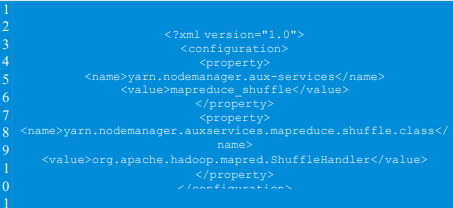 1
2
3
4
5
6
7
8
9
1
0
1
<?xml version="1.0">
<configuration>
<property>
<name>yarn.nodemanager.aux-services</name>
<value>mapreduce_shuffle</value>
</property>
<property>
<name>yarn.nodemanager.auxservices.mapreduce.shuffle.class</
name>
<value>org.apache.hadoop.mapred.ShuffleHandler</value>
</property>
</configuration>